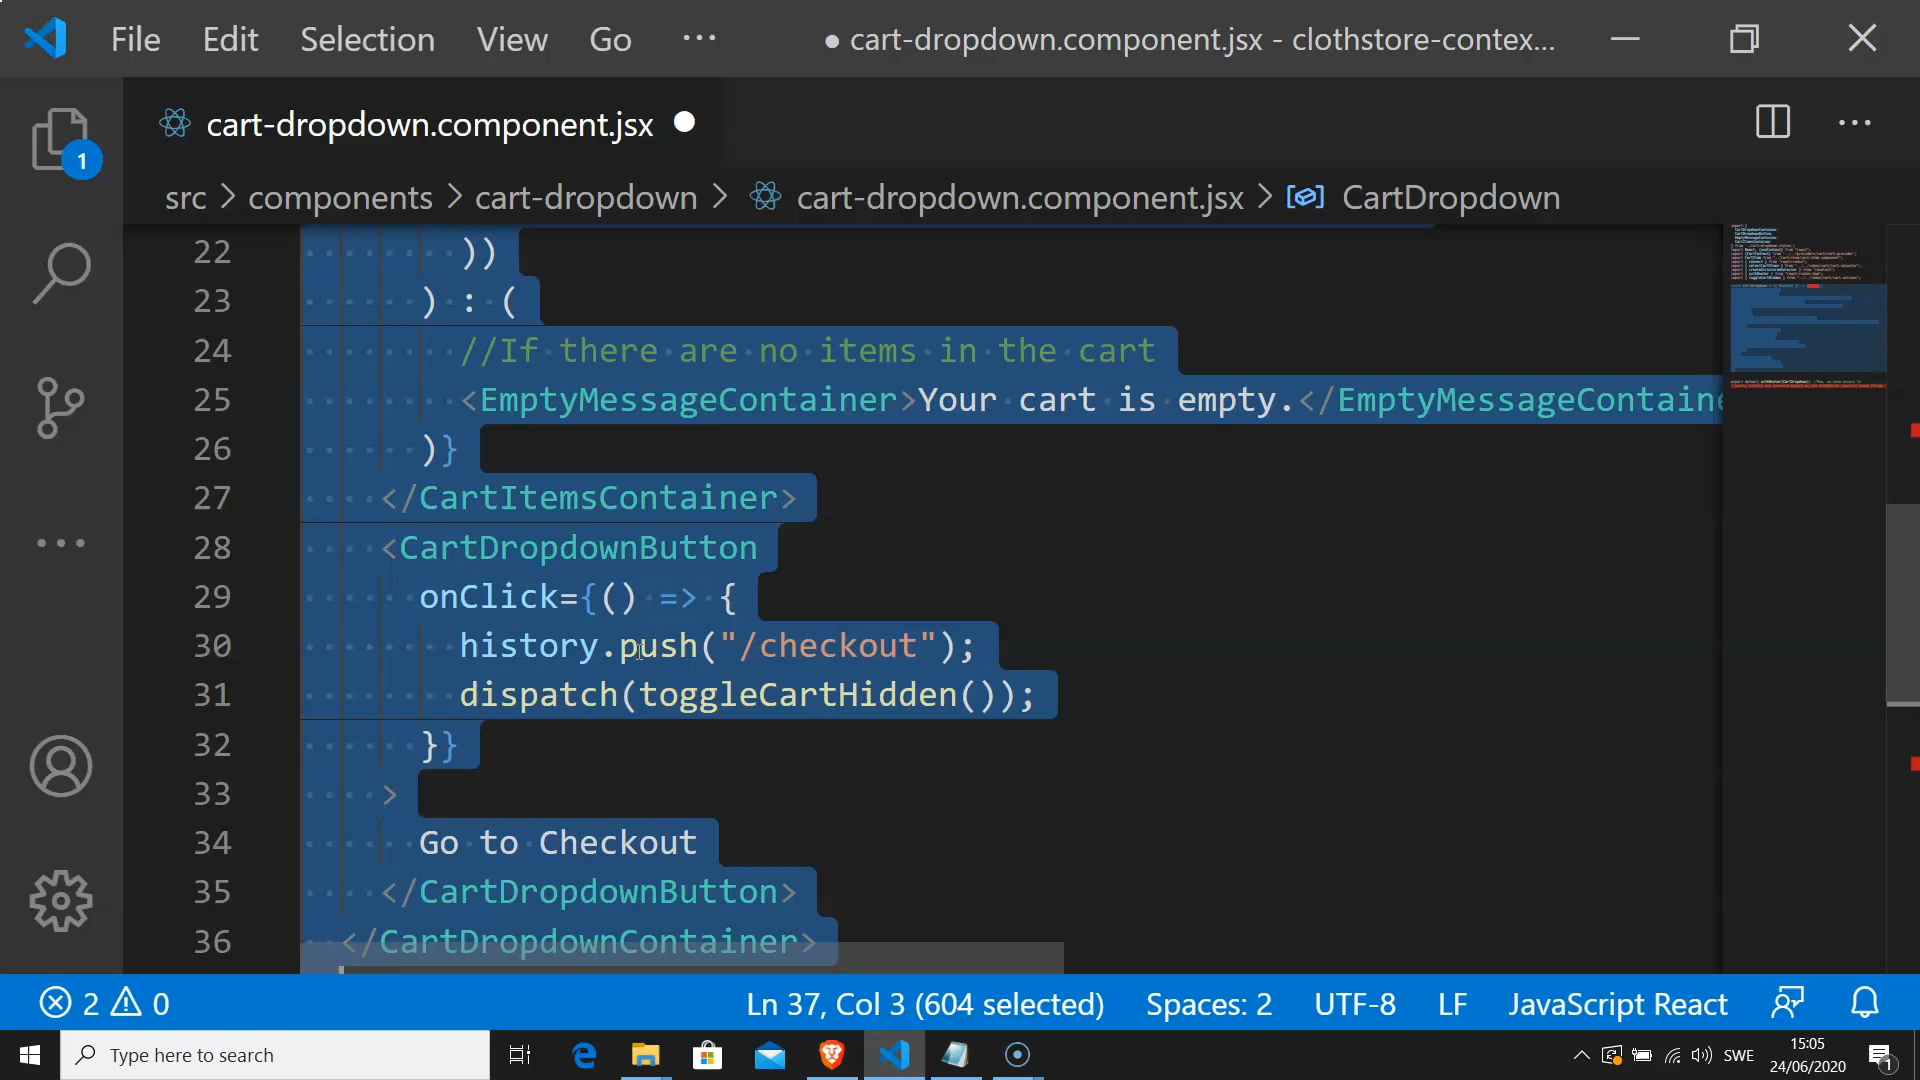 File Edit Selection View Go ··· ● cart-dropdown.component.jsx - clothstore-contex...
cart-dropdown.component.jsx
src > components > cart-dropdown > cart-dropdown.component.jsx > CartDropdown
1
22 ))
23 ) : (
24 //If there are no items in the cart
25 <EmptyMessageContainer>Your cart is empty.</EmptyMessageContaine
26 )}
27 </CartItemsContainer>
28 <CartDropdownButton
29 onClick={() => {
30 history.push("/checkout");
31 dispatch(toggleCartHidden());
32 }}
33 >
34 Go to Checkout
35 </CartDropdownButton>
36 </CartDropdownContainer>
2 0 Ln 37, Col 3 (604 selected) Spaces: 2 UTF-8 LF JavaScript React
Type here to search SWE 15:05
24/06/2020 1